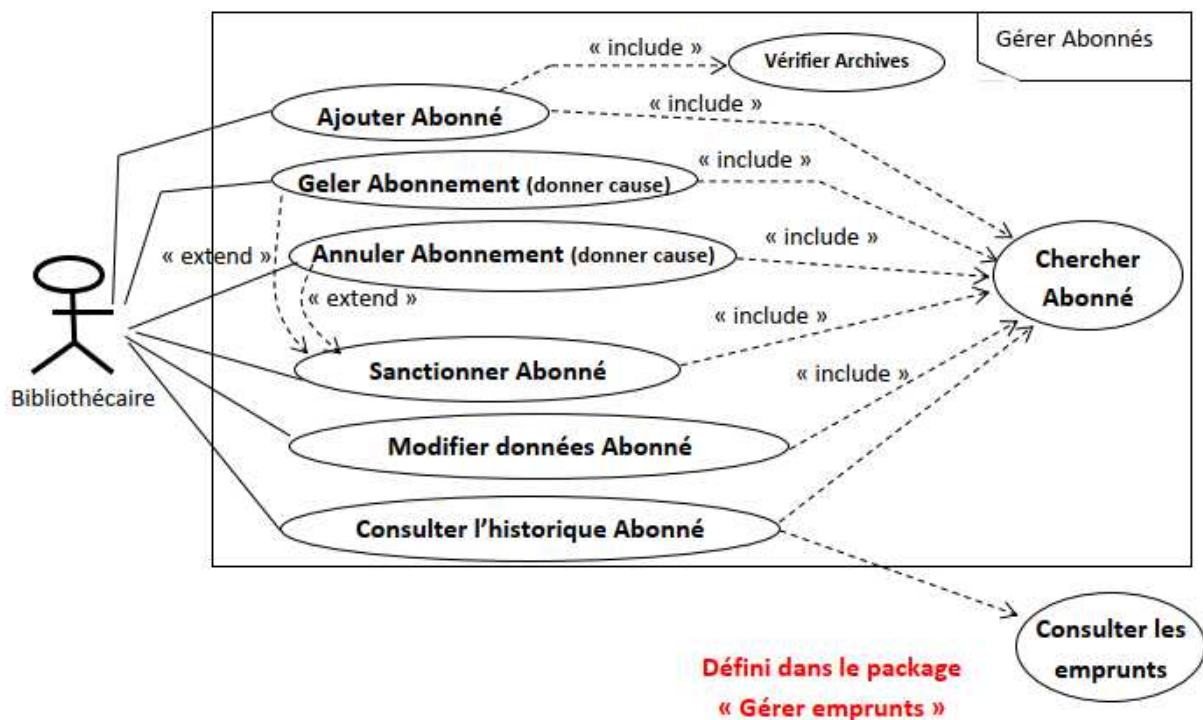 Gérer Abonnés
« include »
Vérifier Archives
« include »
Ajouter Abonné
« include »
Geler Abonnement (donner cause)
« include »
« extend »
Annuler Abonnement (donner cause)
Chercher
Abonné
« extend »
« include »
Sanctionner Abonné
« include »
Bibliothécaire
Modifier données Abonné
Consulter l’historique Abonné
Consulter les
emprunts
Défini dans le package
« Gérer emprunts »